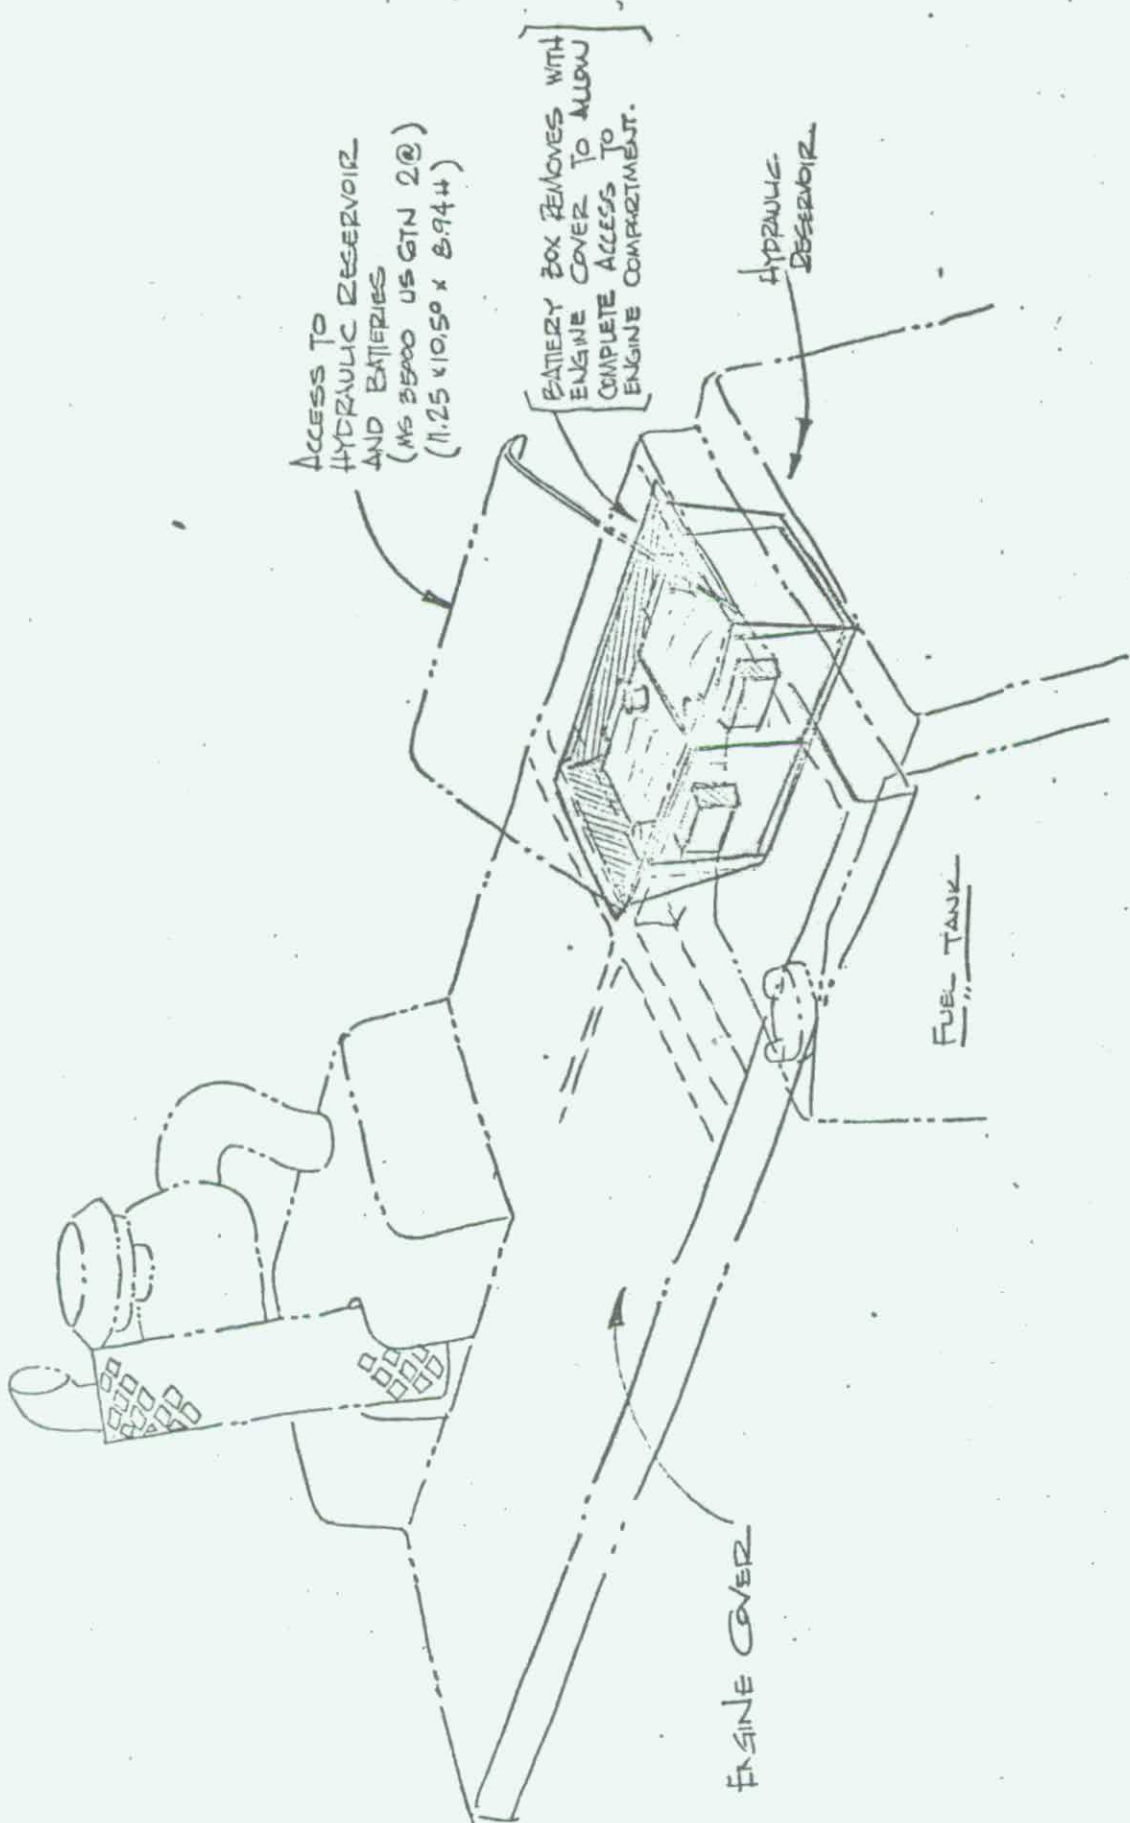 ACCESS TO
HYDRAULIC RESERVOIR
AND BATTERIES
(MS 35000 US 6TN 2@)
(11.25 x 10.50 x 8.94 H)
BATTERY BOX REMOVES WITH
ENGINE COVER TO ALLOW
COMPLETE ACCESS TO
ENGINE COMPARTMENT.
HYDRAULIC
RESERVOIR
FUEL TANK
ENGINE COVER